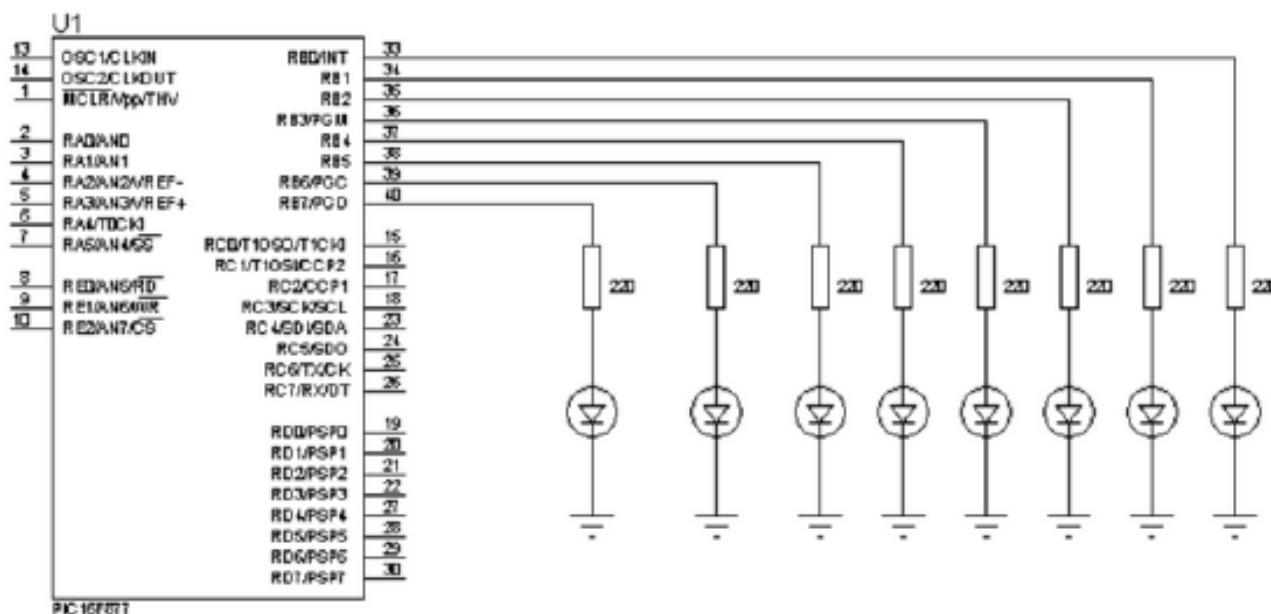 U1
13 OSC1/CLKIN
14 OSC2/CLKOUT
1 MCLR/Vpp/THV
2 RA0/AN0
3 RA1/AN1
4 RA2/AN2/VREF-
5 RA3/AN3/VREF+
6 RA4/T0CKI
7 RA5/AN4/SS
8 RE0/AN5/RD
9 RE1/AN6/WR
10 RE2/AN7/CS
RB0/INT 33
RB1 34
RB2 35
RB3/PGM 36
RB4 37
RB5 38
RB6/PGC 39
RB7/PGD 40
RC0/T1OSO/T1CKI 15
RC1/T1OSI/CCP2 16
RC2/CCP1 17
RC3/SCK/SCL 18
RC4/SDI/SDA 23
RC5/SDO 24
RC6/TX/CK 25
RC7/RX/DT 26
RD0/PSP0 19
RD1/PSP1 20
RD2/PSP2 21
RD3/PSP3 22
RD4/PSP4 27
RD5/PSP5 28
RD6/PSP6 29
RD7/PSP7 30
PIC16F877
220 220 220 220 220 220 220 22